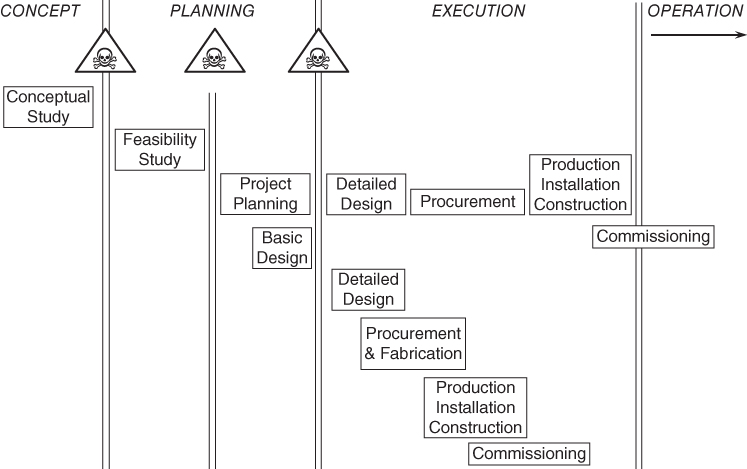 CONCEPT
PLANNING
EXECUTION
OPERATION
Conceptual
Study
Feasibility
Study
Project
Planning
Detailed
Design
Procurement
Production
Installation
Construction
Basic
Design
Commissioning
Detailed
Design
Procurement
& Fabrication
Production
Installation
Construction
Commissioning